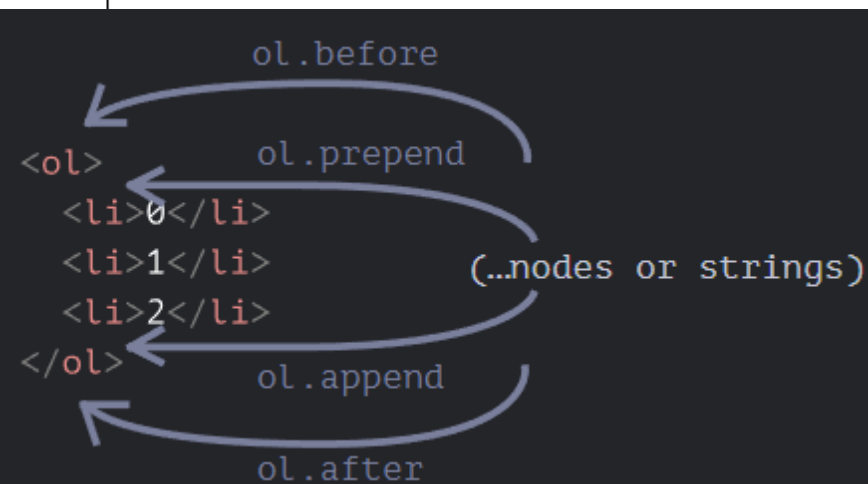 ol.before
<ol>
ol.prepend
<li>0</li>
<li>1</li>
(…nodes or strings)
<li>2</li>
</ol>
ol.append
ol.after